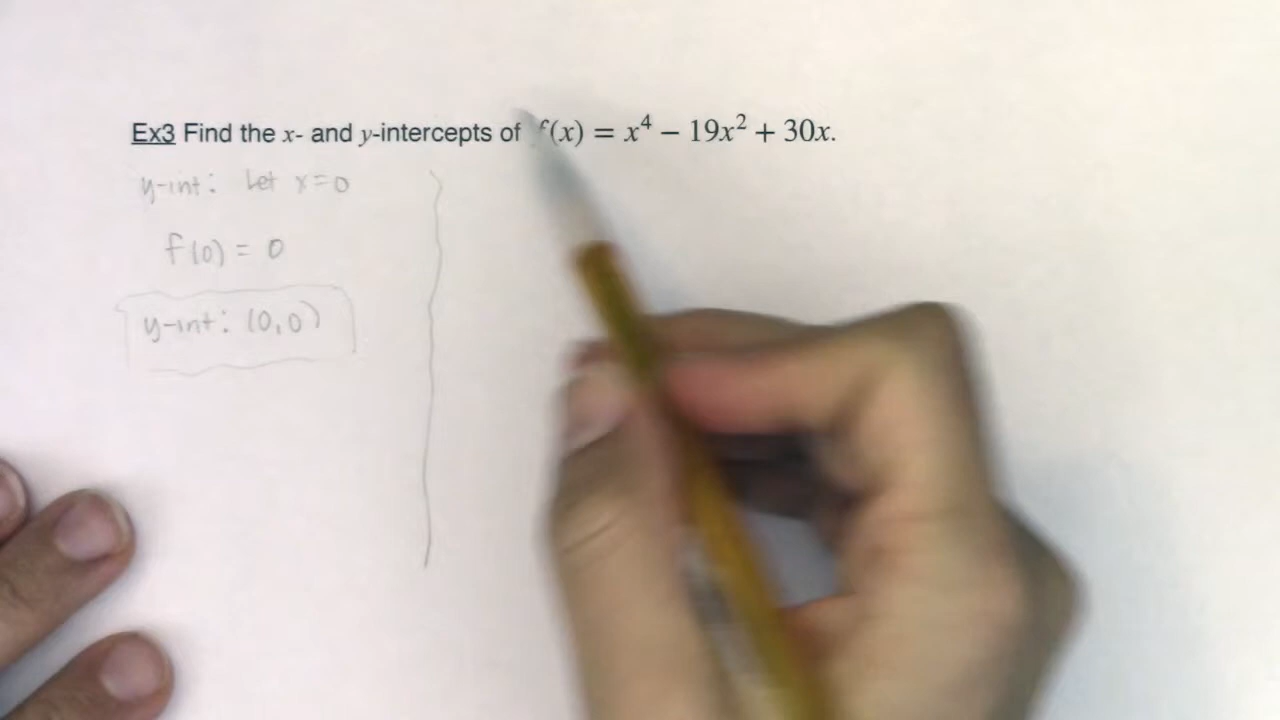 Ex3 Find the x- and y-intercepts of f(x) = x⁴ − 19x² + 30x.
y-int: Let x=0
f(0) = 0
y-int: (0,0)